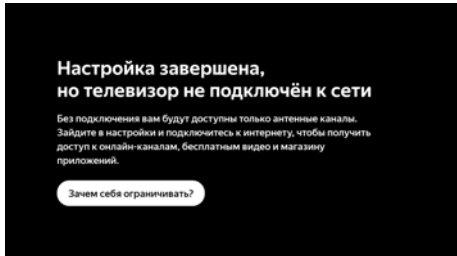 Настройка завершена,
но телевизор не подключён к сети
Без подключения вам будут доступны только антенные каналы.
Зайдите в настройки и подключитесь к интернету, чтобы получить
доступ к онлайн-каналам, бесплатным видео и магазину
приложений.
Зачем себя ограничивать?